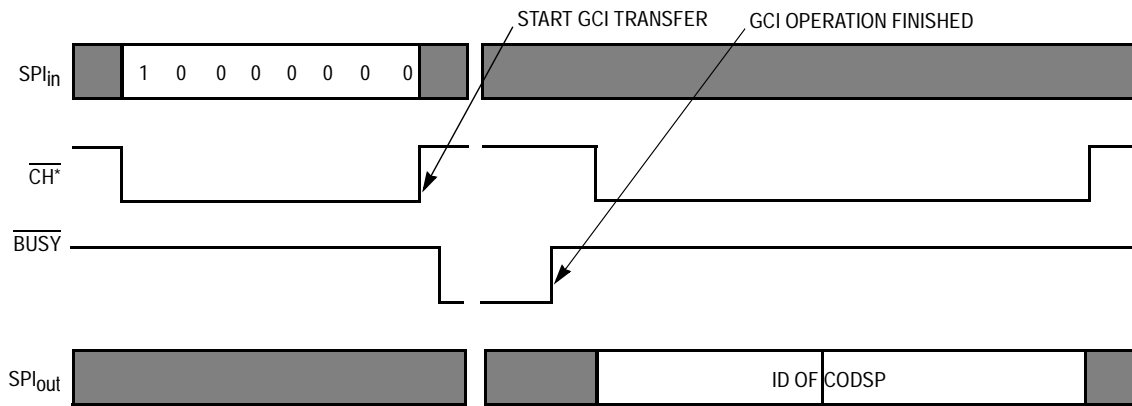 START GCI TRANSFER
GCI OPERATION FINISHED
SPIin
1 0 0 0 0 0 0 0
CH*
BUSY
SPIout
ID OF CODSP